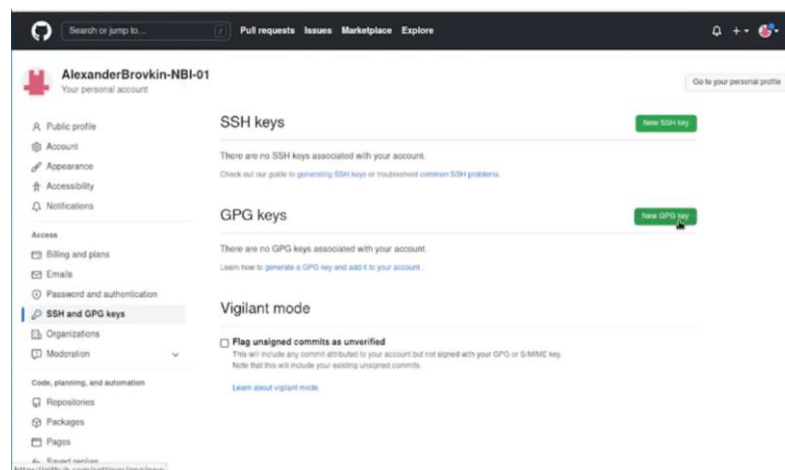 Search or jump to... / Pull requests Issues Marketplace Explore
AlexanderBrovkin-NBI-01
Your personal account
Go to your personal profile
Public profile
Account
Appearance
Accessibility
Notifications
Access
Billing and plans
Emails
Password and authentication
SSH and GPG keys
Organizations
Moderation
Code, planning, and automation
Repositories
Packages
Pages
Saved replies
SSH keys
New SSH key
There are no SSH keys associated with your account.
Check out our guide to generating SSH keys or troubleshoot common SSH problems.
GPG keys
New GPG key
There are no GPG keys associated with your account.
Learn how to generate a GPG key and add it to your account .
Vigilant mode
Flag unsigned commits as unverified
This will include any commit attributed to your account but not signed with your GPG or S/MIME key.
Note that this will include your existing unsigned commits.
Learn about vigilant mode.